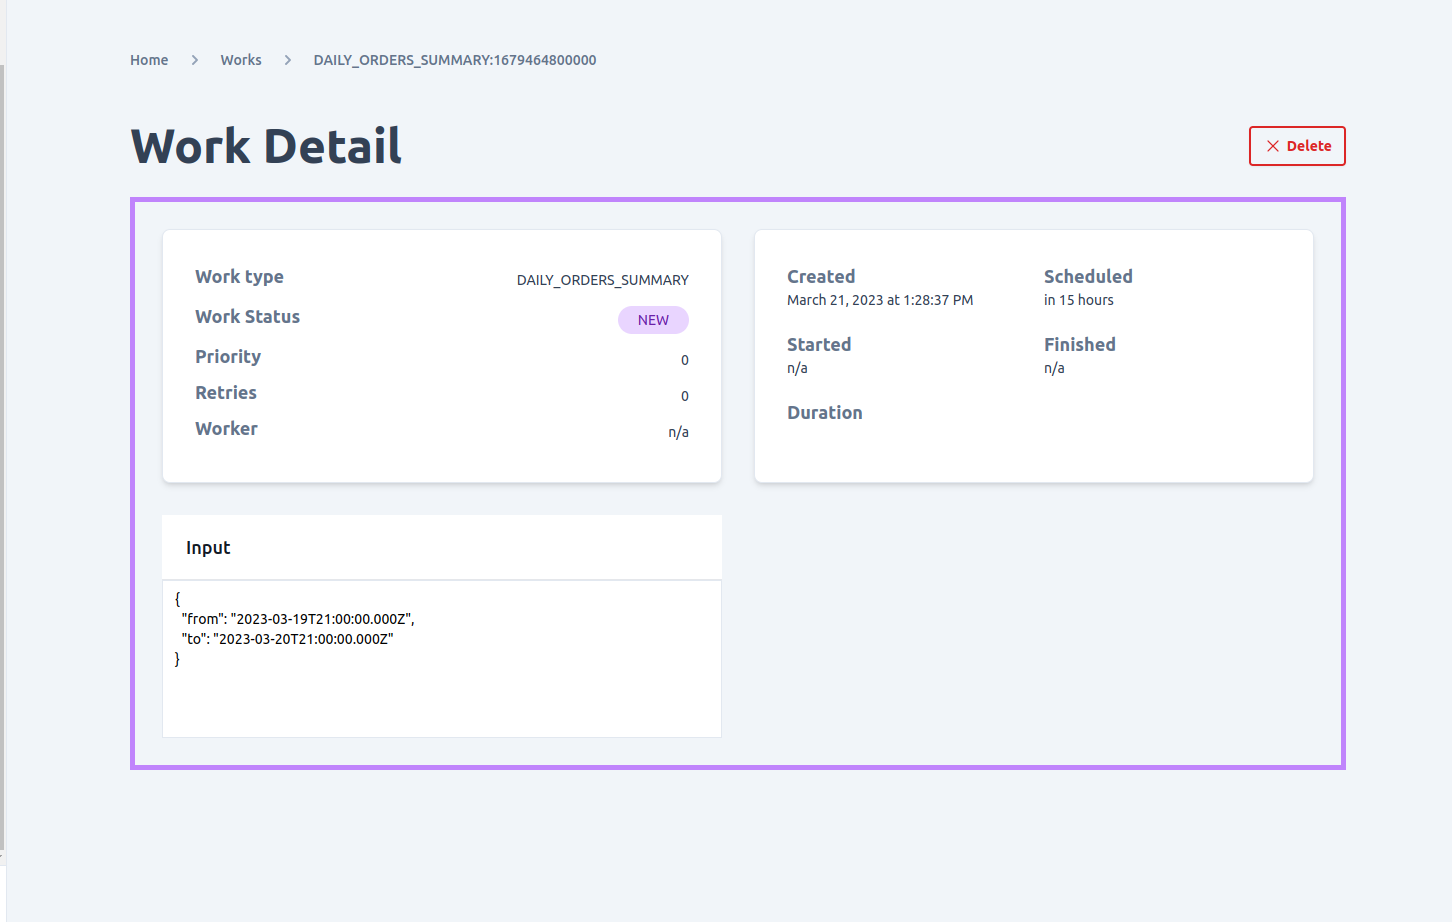 Home > Works > DAILY_ORDERS_SUMMARY:1679464800000
Work Detail
Delete
Work type DAILY_ORDERS_SUMMARY
Work Status NEW
Priority 0
Retries 0
Worker n/a
Created
March 21, 2023 at 1:28:37 PM
Scheduled
in 15 hours
Started
n/a
Finished
n/a
Duration
Input
{
"from": "2023-03-19T21:00:00.000Z",
"to": "2023-03-20T21:00:00.000Z"
}